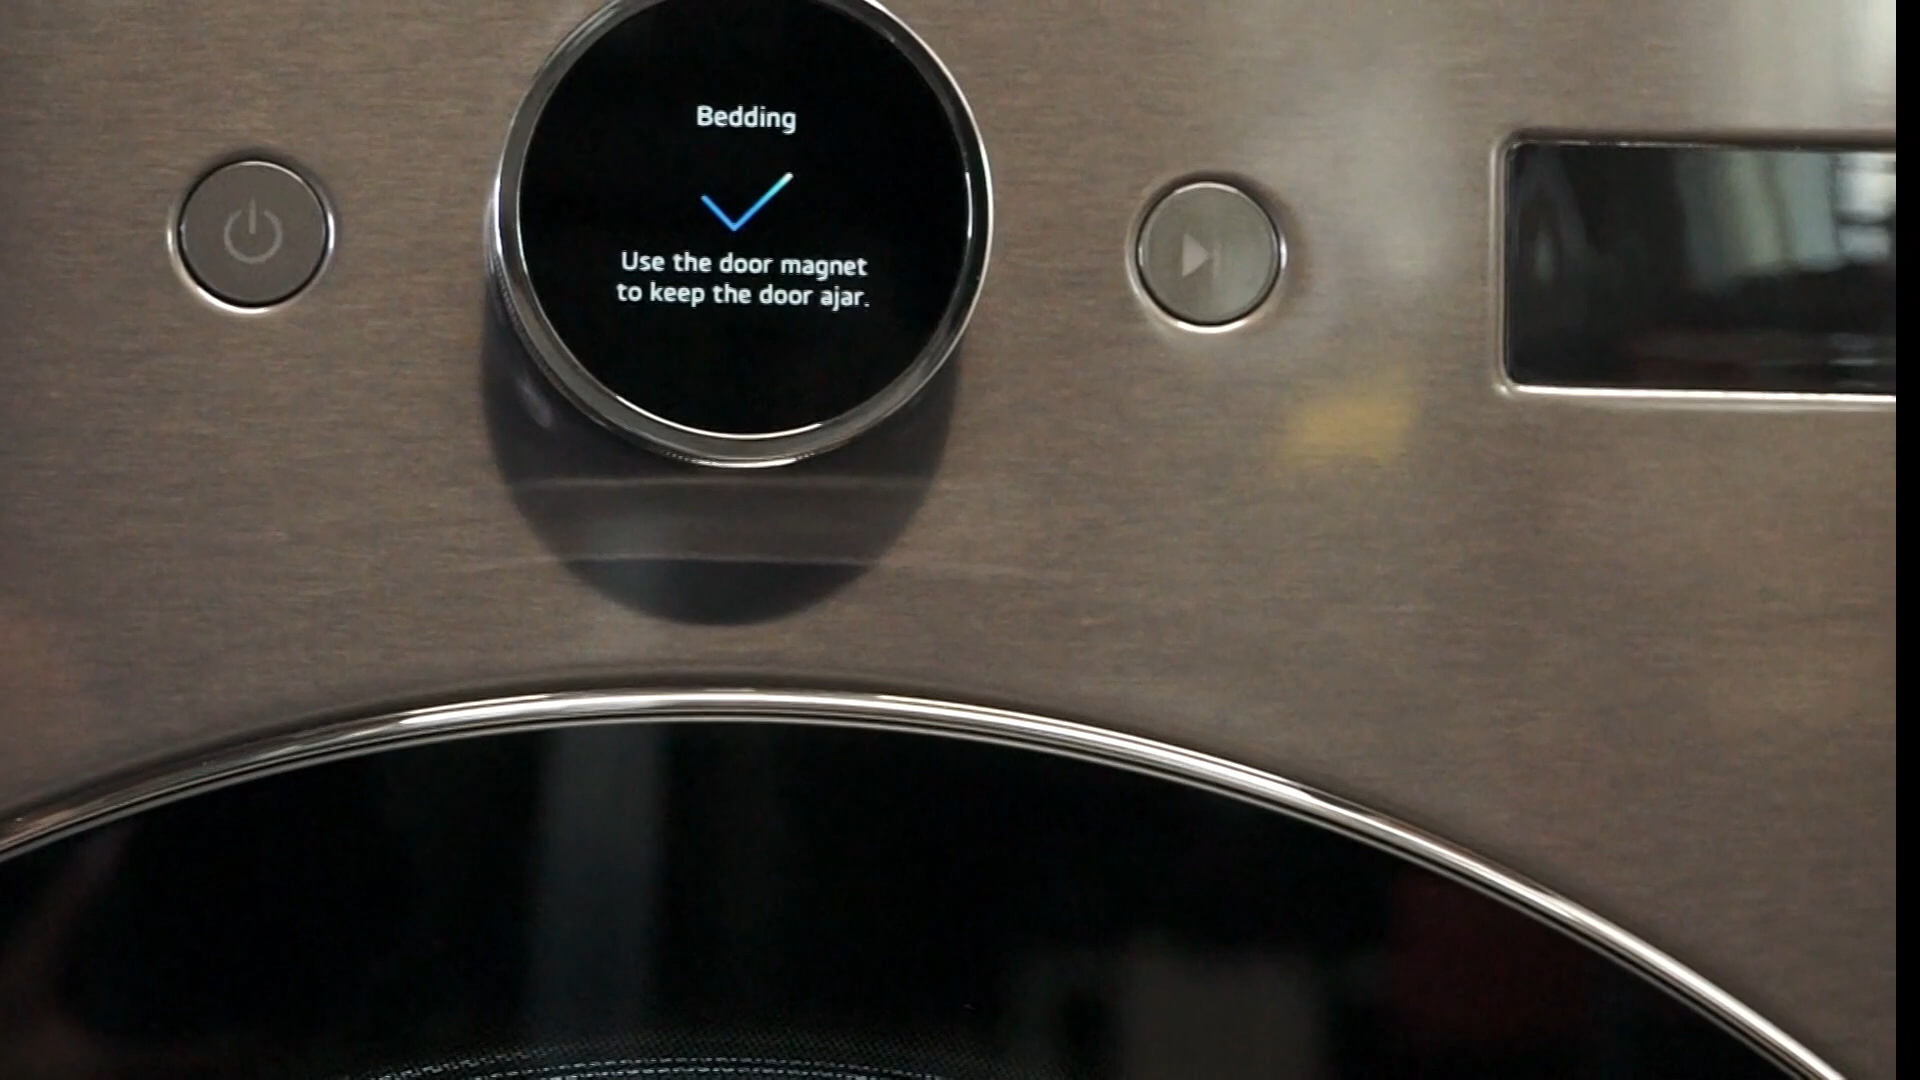 Bedding
Use the door magnet
to keep the door ajar.